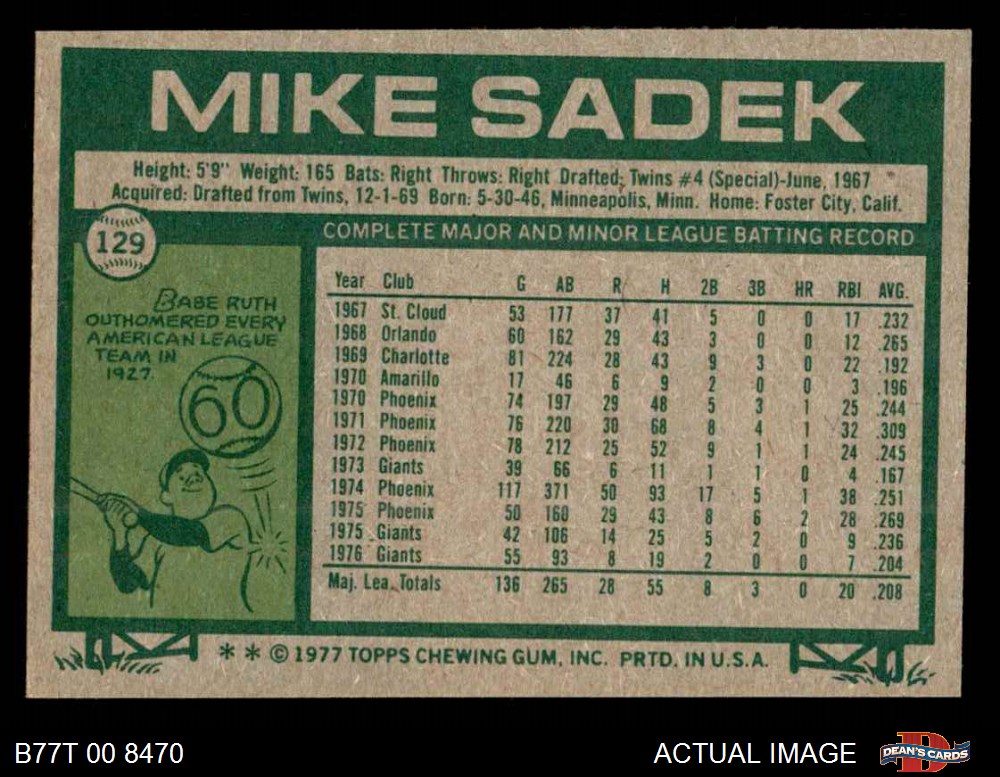 MIKE SADEK
Height: 5'9" Weight: 165 Bats: Right Throws: Right Drafted: Twins #4 (Special)-June, 1967
Acquired: Drafted from Twins, 12-1-69 Born: 5-30-46, Minneapolis, Minn. Home: Foster City, Calif.
129
COMPLETE MAJOR AND MINOR LEAGUE BATTING RECORD
BABE RUTH
OUTHOMERED EVERY
AMERICAN LEAGUE
TEAM IN
1927.
60
Year Club G AB R H 2B 3B HR RBI AVG.
1967 St. Cloud 53 177 37 41 5 0 0 17 .232
1968 Orlando 60 162 29 43 3 0 0 12 .265
1969 Charlotte 81 224 28 43 9 3 0 22 .192
1970 Amarillo 17 46 6 9 2 0 0 3 .196
1970 Phoenix 74 197 29 48 5 3 1 25 .244
1971 Phoenix 76 220 30 68 8 4 1 32 .309
1972 Phoenix 78 212 25 52 9 1 1 24 .245
1973 Giants 39 66 6 11 1 1 0 4 .167
1974 Phoenix 117 371 50 93 17 5 1 38 .251
1975 Phoenix 50 160 29 43 8 6 2 28 .269
1975 Giants 42 106 14 25 5 2 0 9 .236
1976 Giants 55 93 8 19 2 0 0 7 .204
Maj. Lea. Totals 136 265 28 55 8 3 0 20 .208
* * © 1977 TOPPS CHEWING GUM, INC. PRTD. IN U.S.A.
B77T 00 8470
ACTUAL IMAGE
DEAN'S CARDS